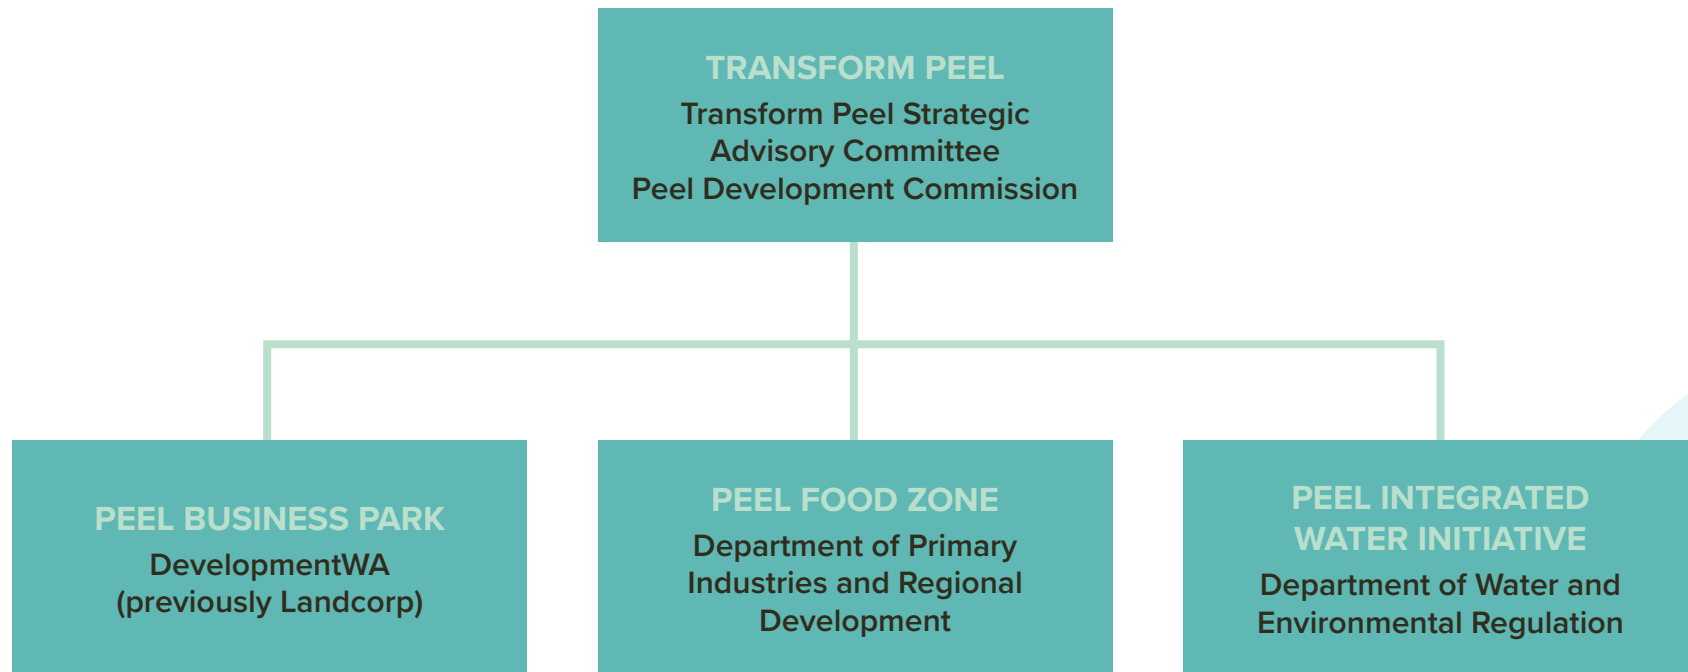 TRANSFORM PEEL
Transform Peel Strategic
Advisory Committee
Peel Development Commission
PEEL BUSINESS PARK
DevelopmentWA
(previously Landcorp)
PEEL FOOD ZONE
Department of Primary
Industries and Regional
Development
PEEL INTEGRATED
WATER INITIATIVE
Department of Water and
Environmental Regulation